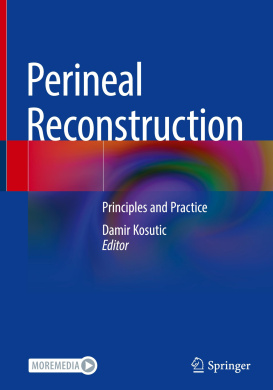 Perineal
Reconstruction
Principles and Practice
Damir Kosutic
Editor
MOREMEDIA
Springer